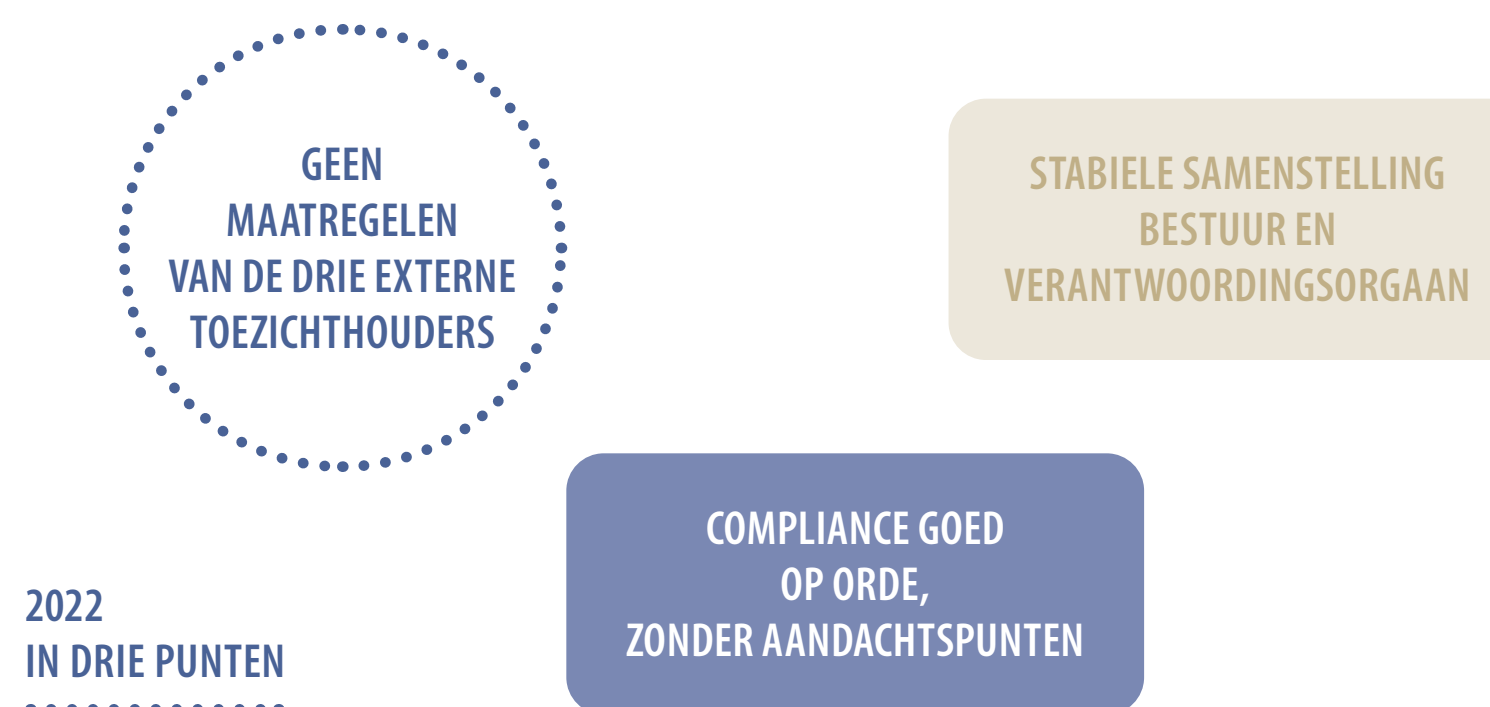 GEEN
MAATREGELEN
VAN DE DRIE EXTERNE
TOEZICHTHOUDERS
STABIELE SAMENSTELLING
BESTUUR EN
VERANTWOORDINGSORGAAN
COMPLIANCE GOED
OP ORDE,
ZONDER AANDACHTSPUNTEN
2022
IN DRIE PUNTEN